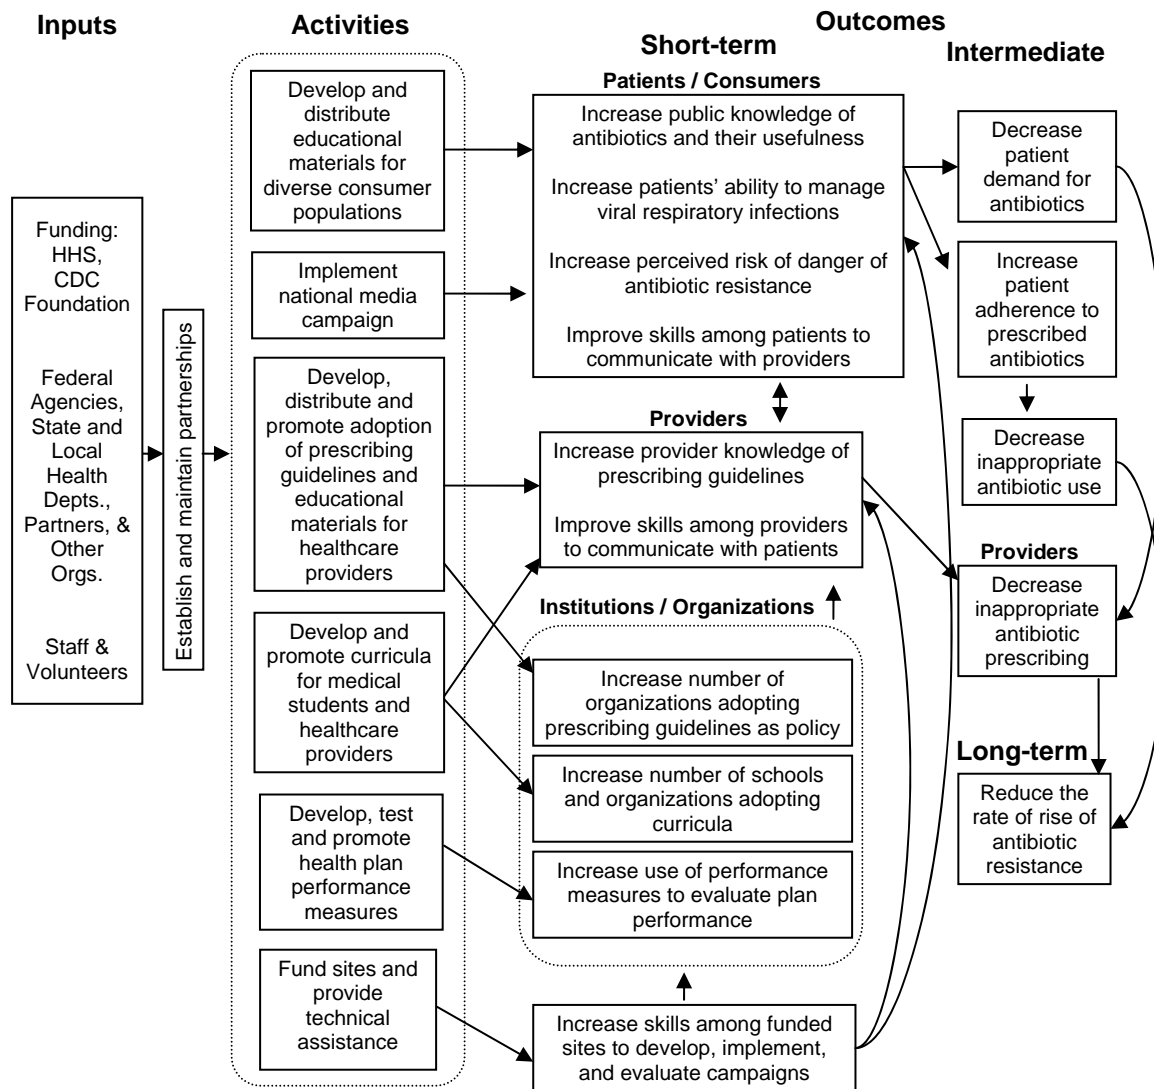 Inputs
Activities
Outcomes
Short-term
Intermediate
Funding:
HHS,
CDC
Foundation
Federal
Agencies,
State and
Local
Health
Depts.,
Partners, &
Other
Orgs.
Staff &
Volunteers
Establish and maintain partnerships
Develop and
distribute
educational
materials for
diverse consumer
populations
Implement
national media
campaign
Develop,
distribute and
promote adoption
of prescribing
guidelines and
educational
materials for
healthcare
providers
Develop and
promote curricula
for medical
students and
healthcare
providers
Develop, test
and promote
health plan
performance
measures
Fund sites and
provide
technical
assistance
Patients / Consumers
Increase public knowledge of
antibiotics and their usefulness
Increase patients’ ability to manage
viral respiratory infections
Increase perceived risk of danger of
antibiotic resistance
Improve skills among patients to
communicate with providers
Providers
Increase provider knowledge of
prescribing guidelines
Improve skills among providers
to communicate with patients
Institutions / Organizations
Increase number of
organizations adopting
prescribing guidelines as policy
Increase number of schools
and organizations adopting
curricula
Increase use of performance
measures to evaluate plan
performance
Increase skills among funded
sites to develop, implement,
and evaluate campaigns
Decrease
patient
demand for
antibiotics
Increase
patient
adherence to
prescribed
antibiotics
Decrease
inappropriate
antibiotic use
Providers
Decrease
inappropriate
antibiotic
prescribing
Long-term
Reduce the
rate of rise of
antibiotic
resistance